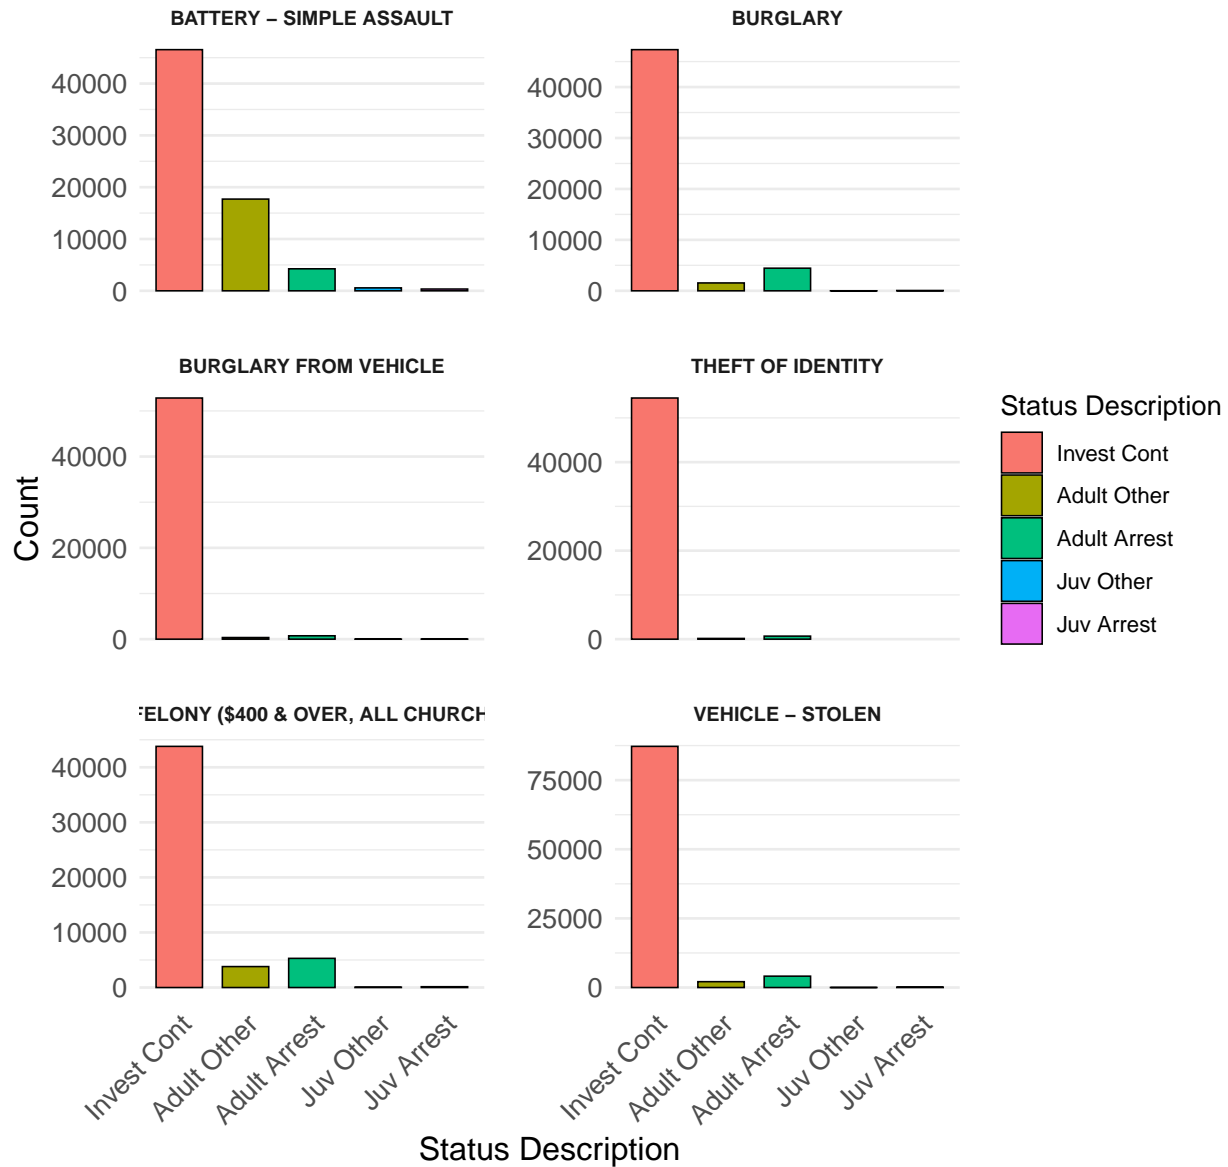 BATTERY – SIMPLE ASSAULT
BURGLARY
40000
30000
20000
10000
0
40000
30000
20000
10000
0
BURGLARY FROM VEHICLE
THEFT OF IDENTITY
40000
20000
0
40000
20000
0
FELONY ($400 & OVER, ALL CHURCH
VEHICLE – STOLEN
40000
30000
20000
10000
0
75000
50000
25000
0
Invest Cont
Adult Other
Adult Arrest
Juv Other
Juv Arrest
Invest Cont
Adult Other
Adult Arrest
Juv Other
Juv Arrest
Count
Status Description
Status Description
Invest Cont
Adult Other
Adult Arrest
Juv Other
Juv Arrest